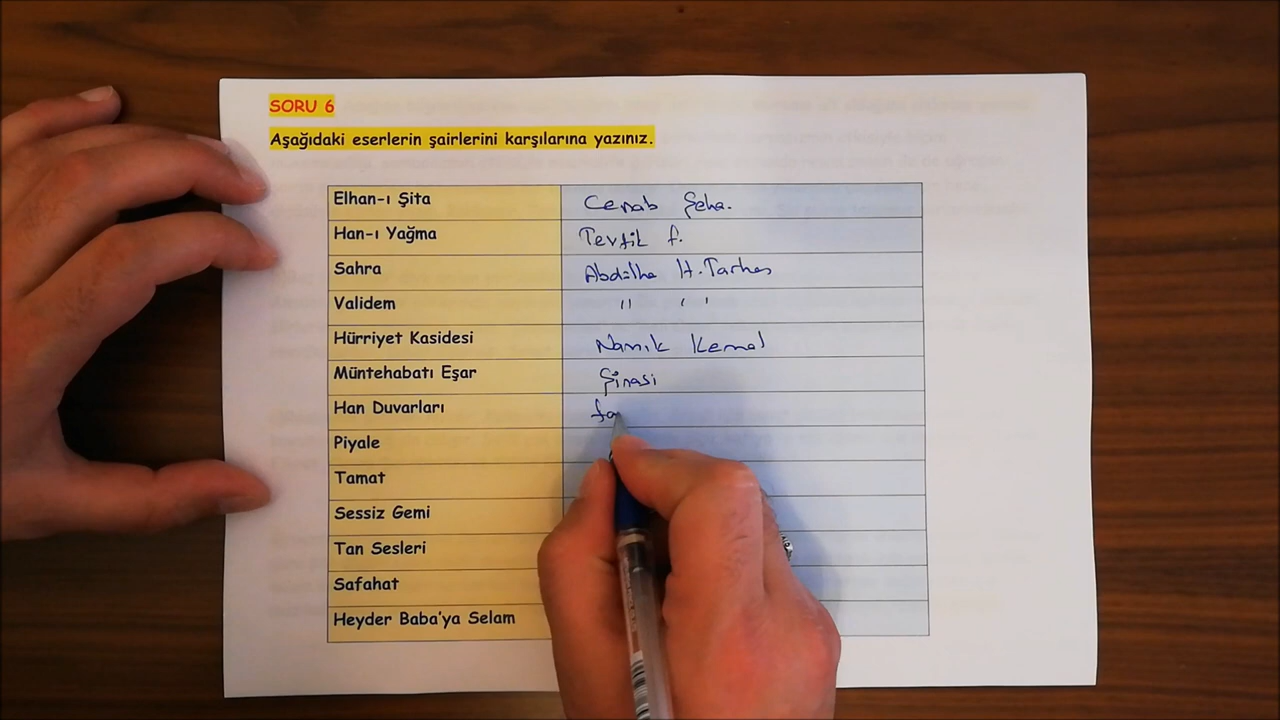 SORU 6
Aşağıdaki eserlerin şairlerini karşılarına yazınız.
Elhan-ı Şita Cenab Şeha.
Han-ı Yağma Tevfik f.
Sahra Abdülha H. Tarhan
Validem " "
Hürriyet Kasidesi Namık Kemal
Müntehabatı Eşar Şinasi
Han Duvarları fa
Piyale
Tamat
Sessiz Gemi
Tan Sesleri
Safahat
Heyder Baba'ya Selam